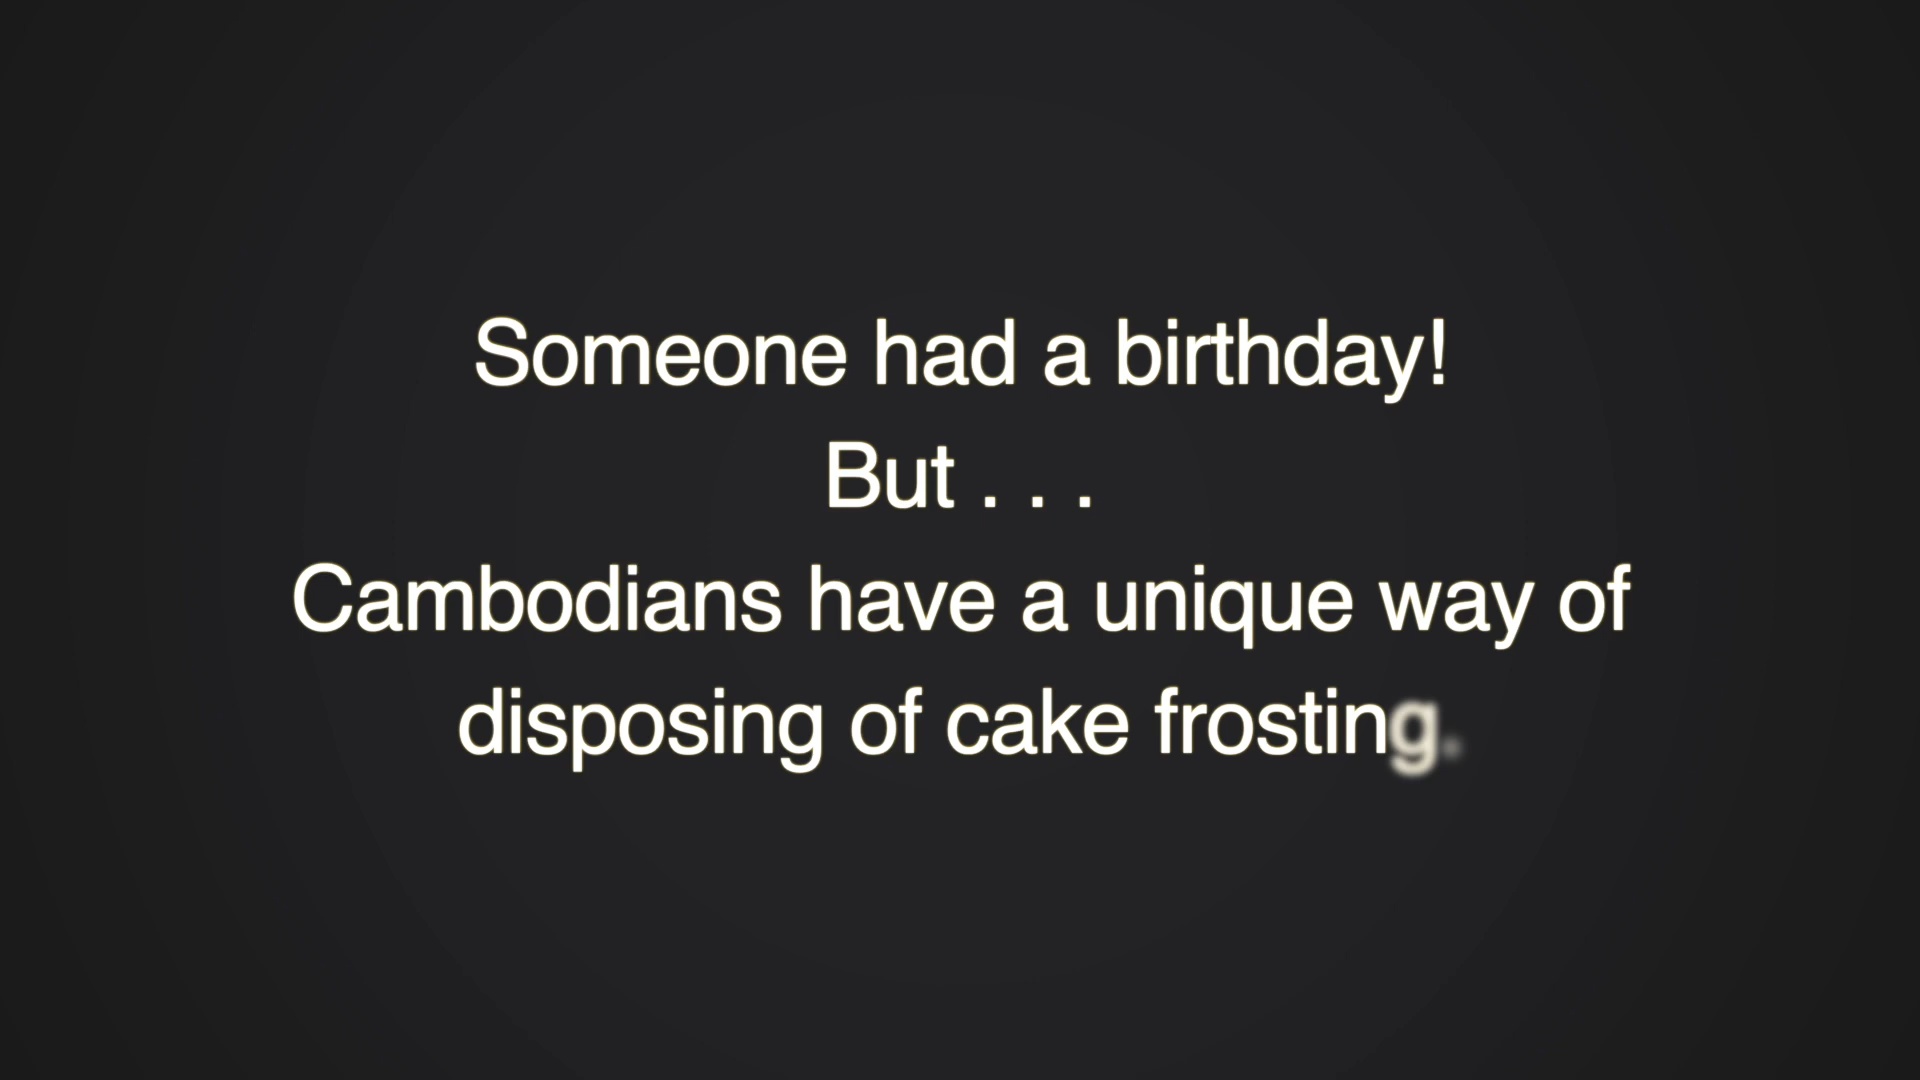 Someone had a birthday!
But . . .
Cambodians have a unique way of
disposing of cake frosting.